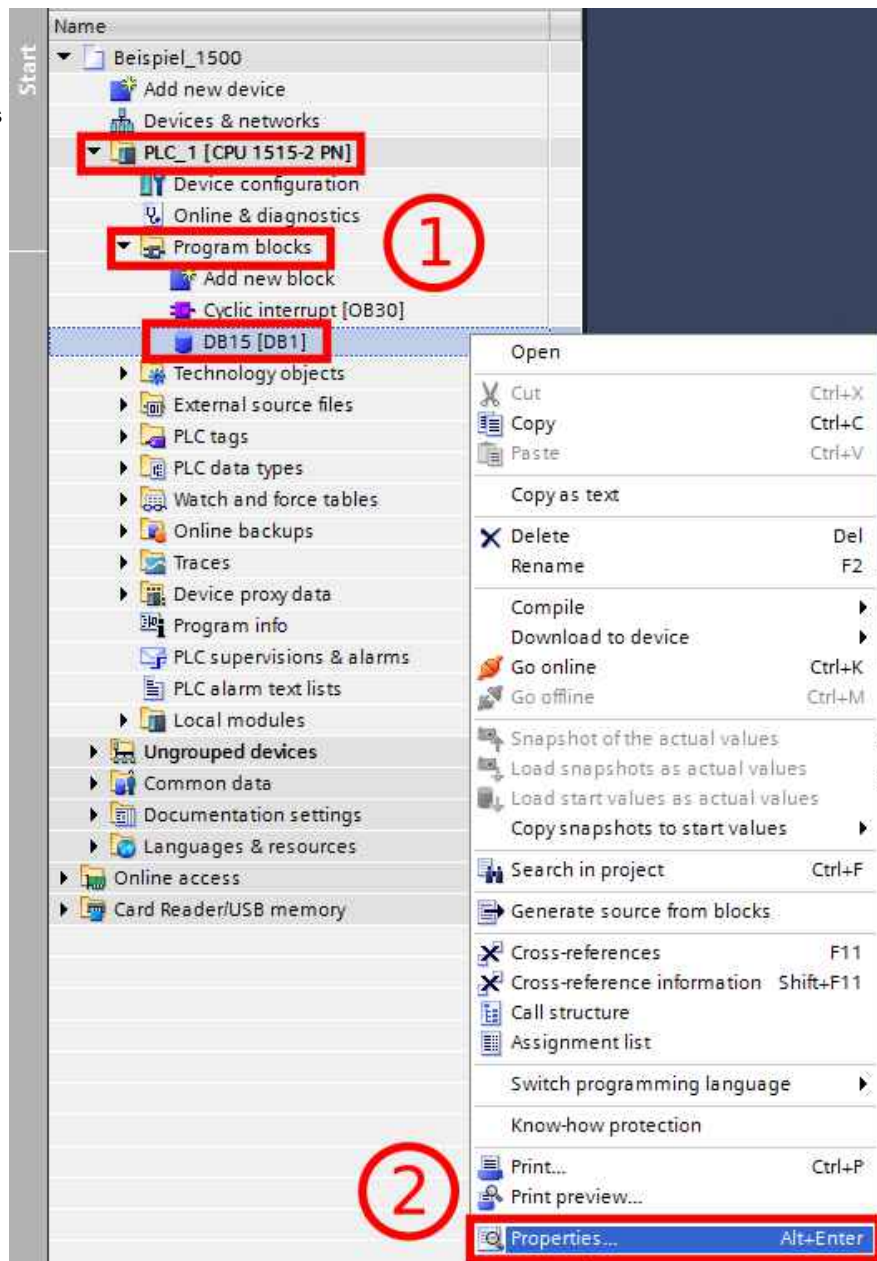 Name
Start
Beispiel_1500
Add new device
Devices & networks
s
PLC_1 [CPU 1515-2 PN]
Device configuration
Online & diagnostics
Program blocks
1
Add new block
Cyclic interrupt [OB30]
DB15 [DB1]
Technology objects
External source files
PLC tags
PLC data types
Watch and force tables
Online backups
Traces
Device proxy data
Program info
PLC supervisions & alarms
PLC alarm text lists
Local modules
Ungrouped devices
Common data
Documentation settings
Languages & resources
Online access
Card Reader/USB memory
Open
Cut Ctrl+X
Copy Ctrl+C
Paste Ctrl+V
Copy as text
Delete Del
Rename F2
Compile
Download to device
Go online Ctrl+K
Go offline Ctrl+M
Snapshot of the actual values
Load snapshots as actual values
Load start values as actual values
Copy snapshots to start values
Search in project Ctrl+F
Generate source from blocks
Cross-references F11
Cross-reference information Shift+F11
Call structure
Assignment list
Switch programming language
Know-how protection
2
Print... Ctrl+P
Print preview...
Properties... Alt+Enter